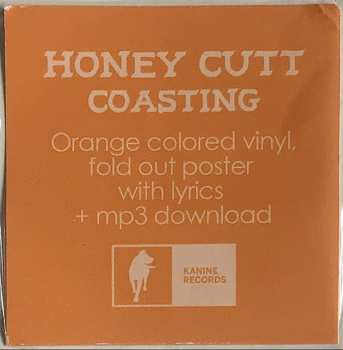 HONEY CUTT
COASTING
Orange colored vinyl,
fold out poster
with lyrics
+ mp3 download
KANINE
RECORDS